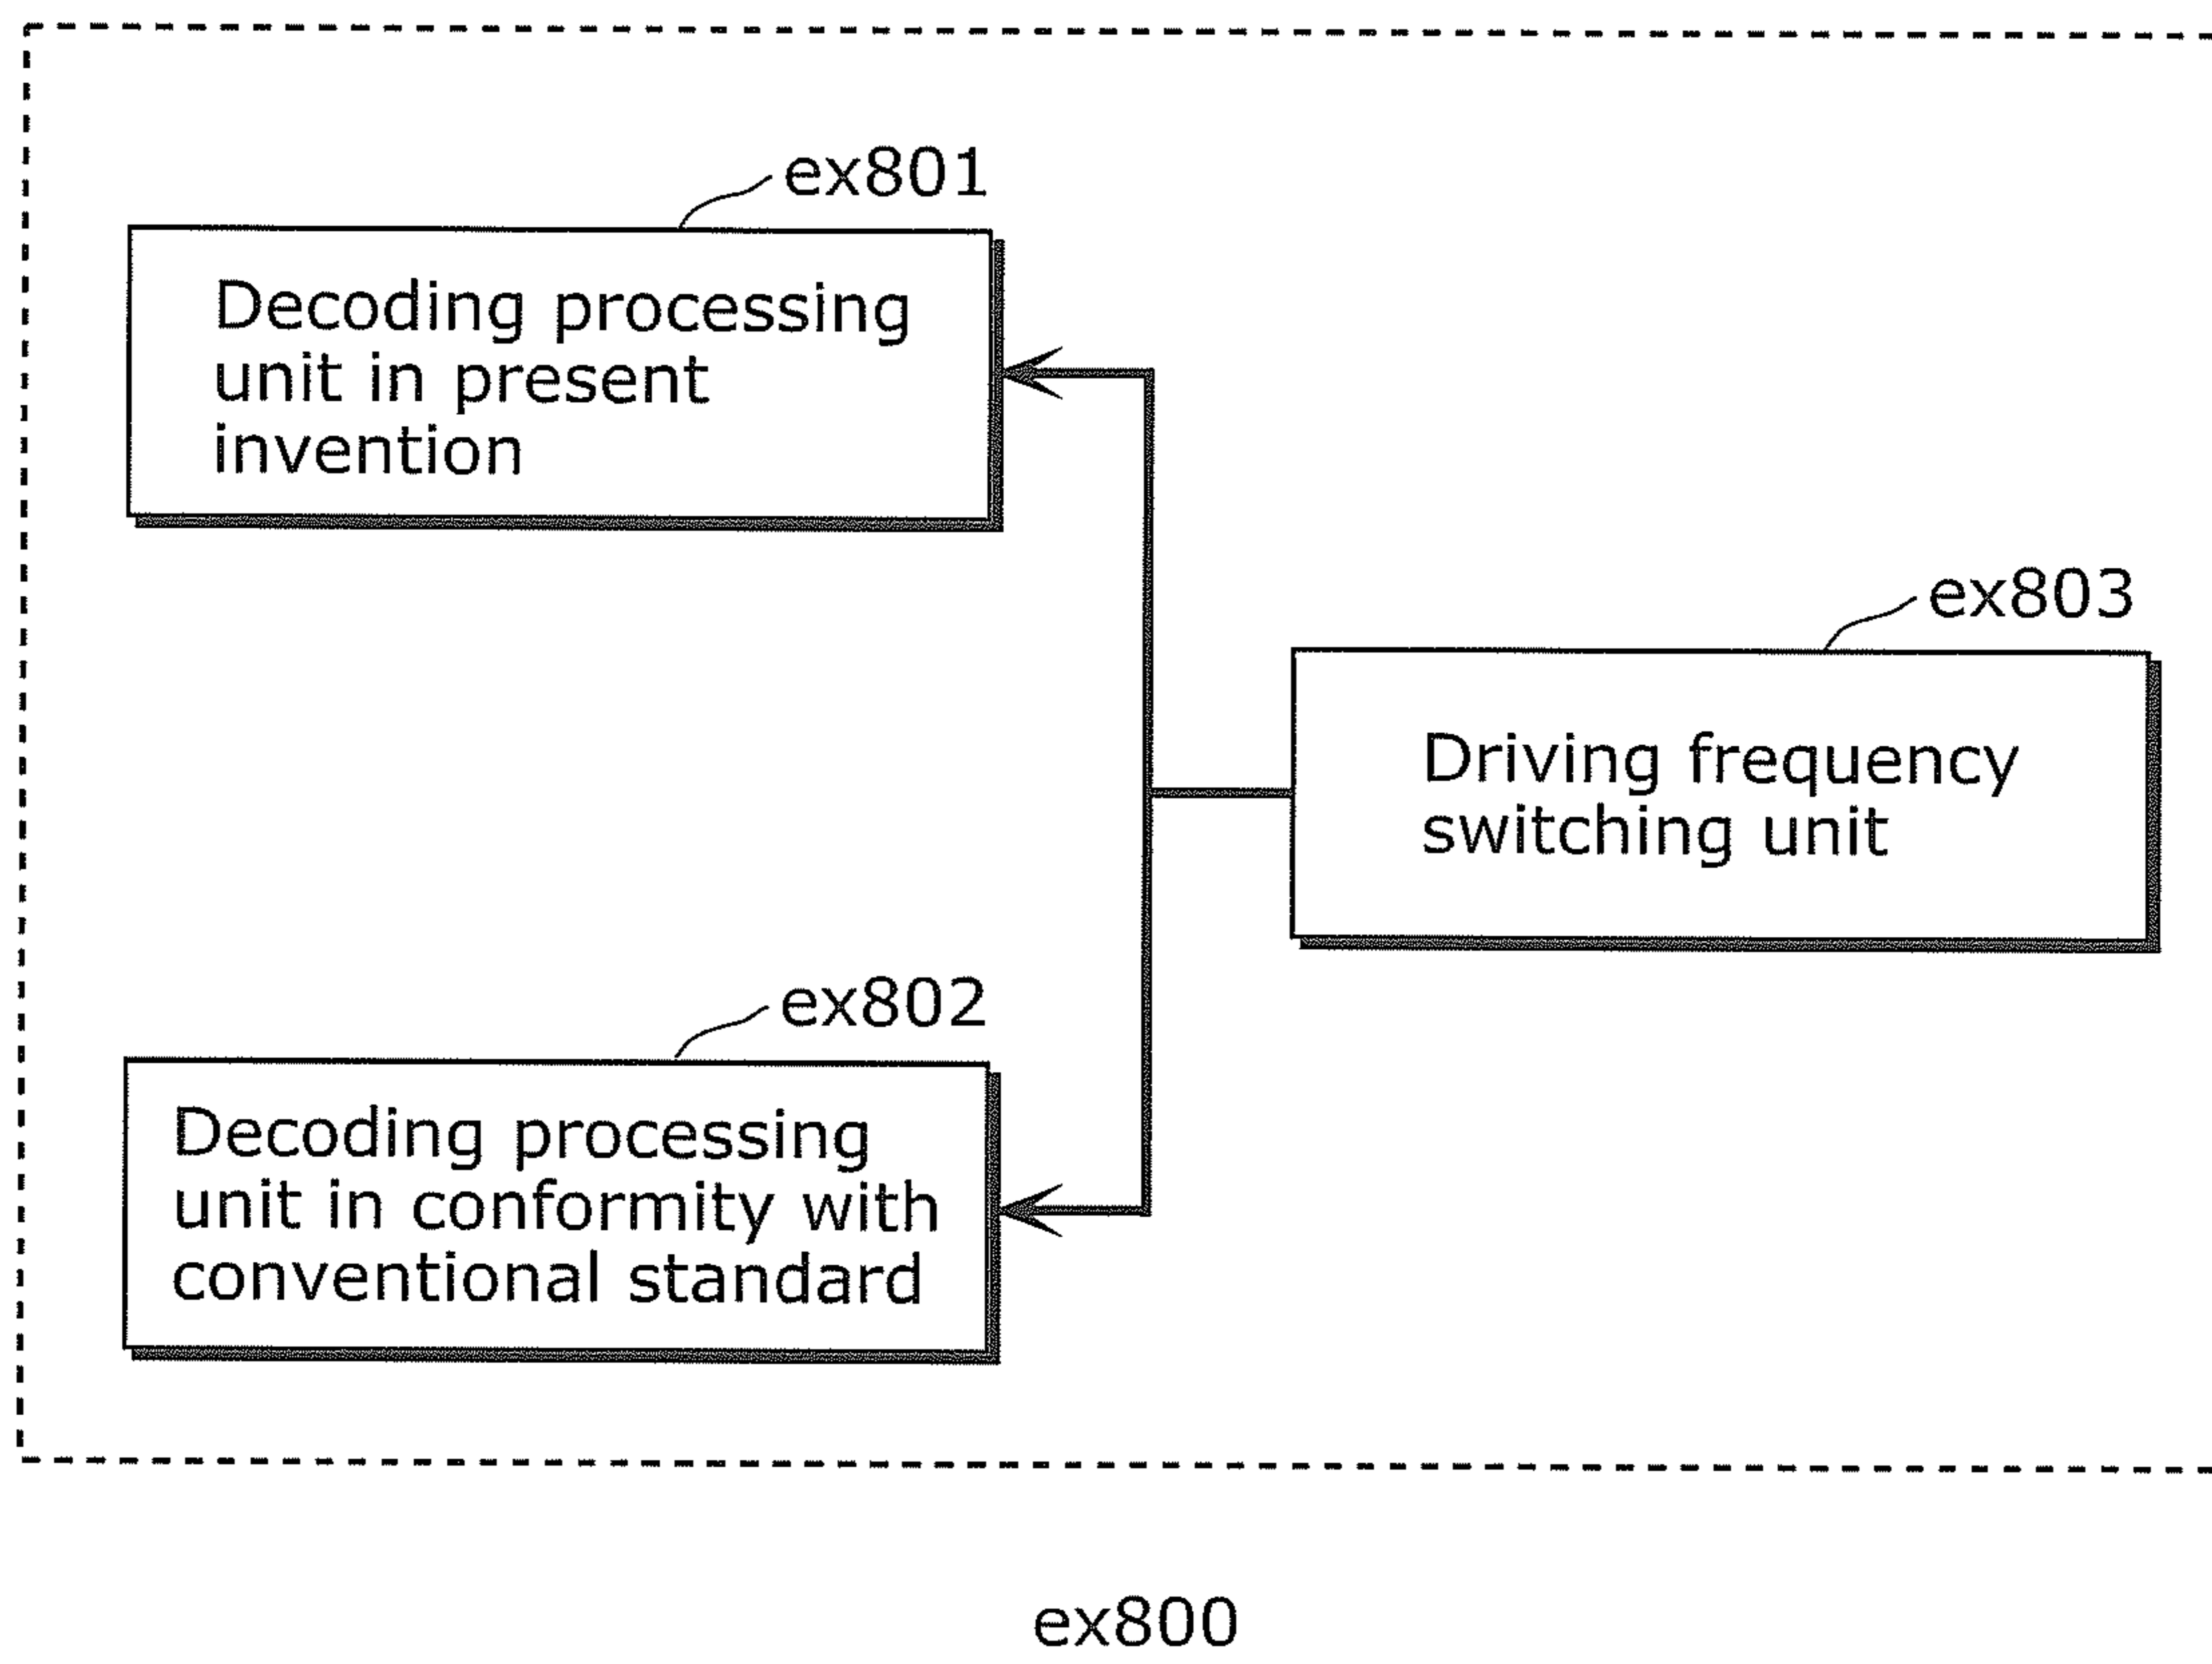 ex801
Decoding processing
unit in present
invention
ex803
Driving frequency
switching unit
ex802
Decoding processing
unit in conformity with
conventional standard
ex800